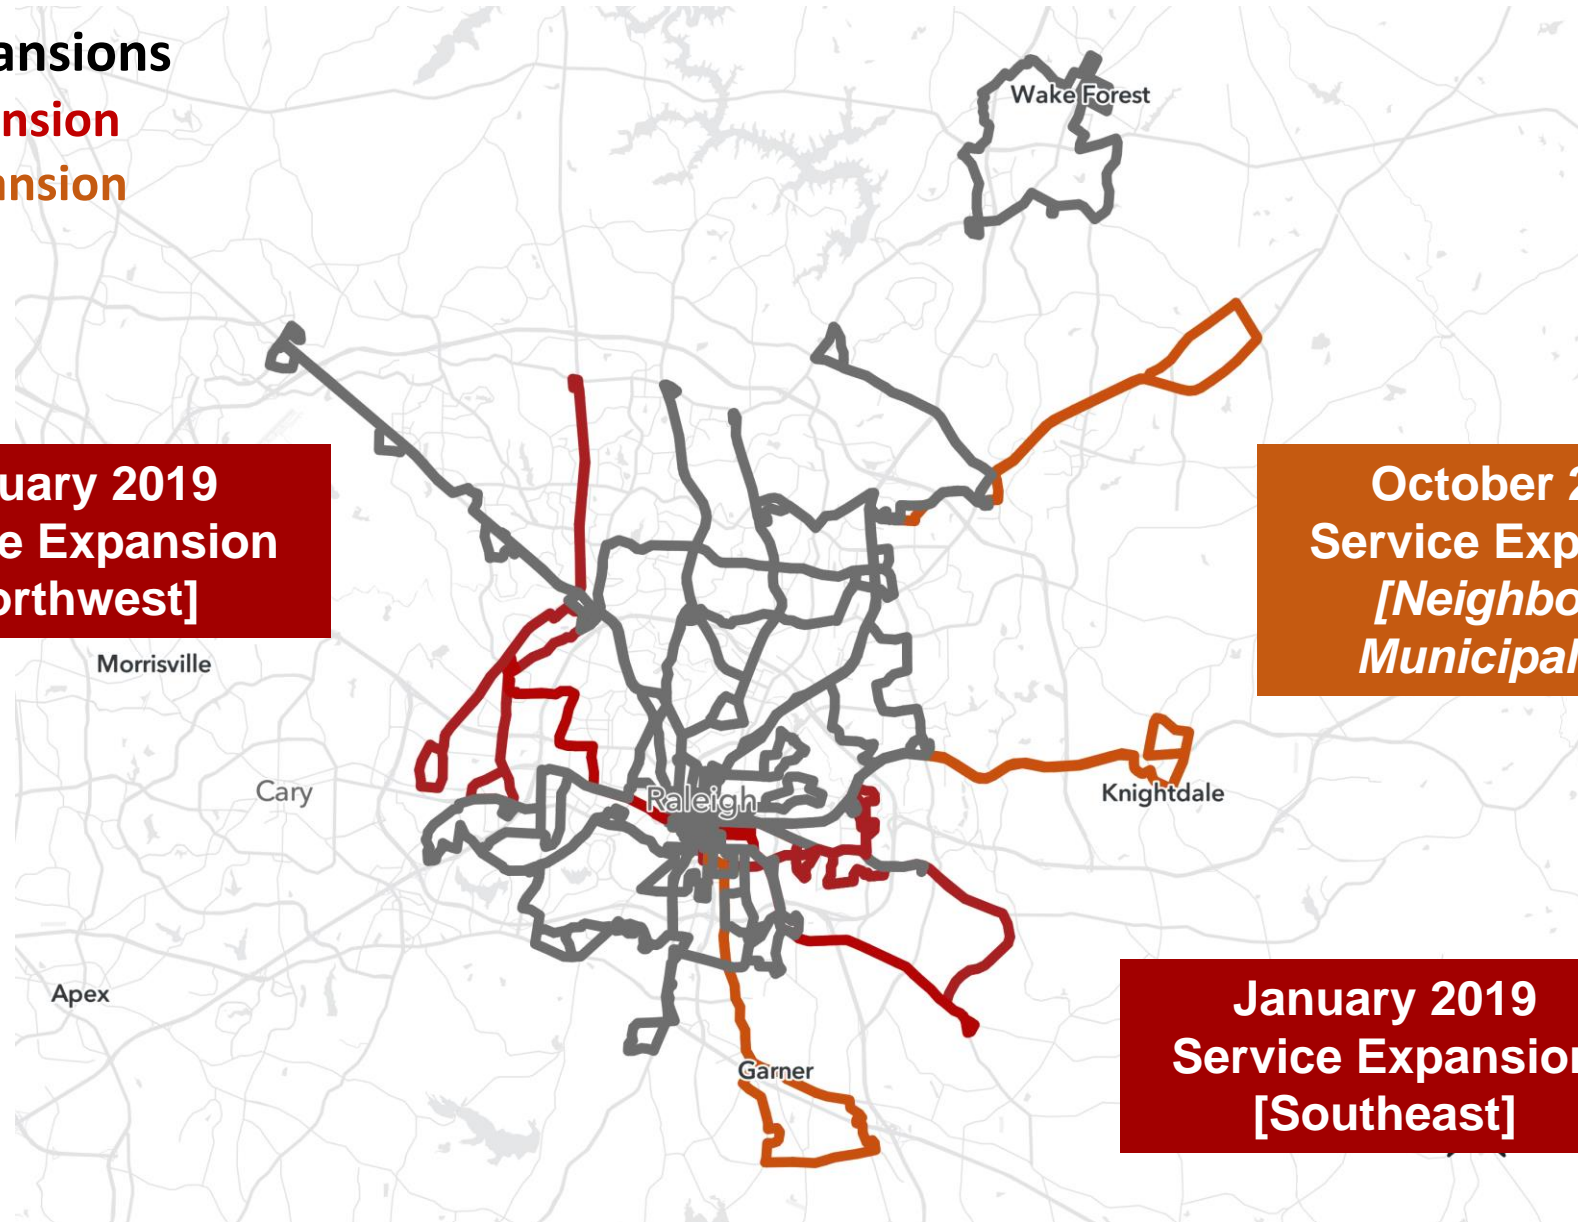 ansions
nsion
ansion
Wake Forest
uary 2019
e Expansion
orthwest]
October 2
Service Exp
[Neighbo
Municipal
Morrisville
Cary
Raleigh
Knightdale
Apex
Garner
January 2019
Service Expansion
[Southeast]